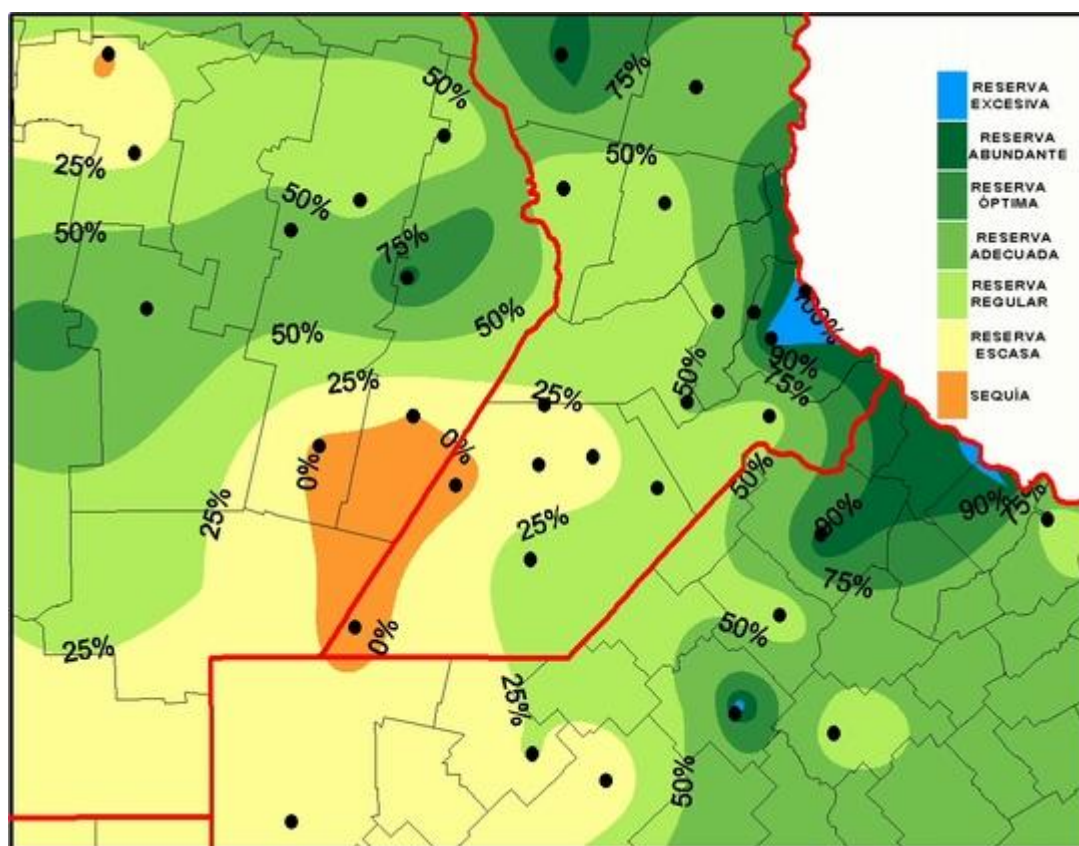 75%
50%
50%
25%
50%
50%
75%
50%
50%
100%
90%
75%
50%
25%
25%
0%
0%
25%
25%
50%
90%
90%
75%
75%
50%
25%
0%
25%
50%
RESERVA
EXCESIVA
RESERVA
ABUNDANTE
RESERVA
ÓPTIMA
RESERVA
ADECUADA
RESERVA
REGULAR
RESERVA
ESCASA
SEQUÍA